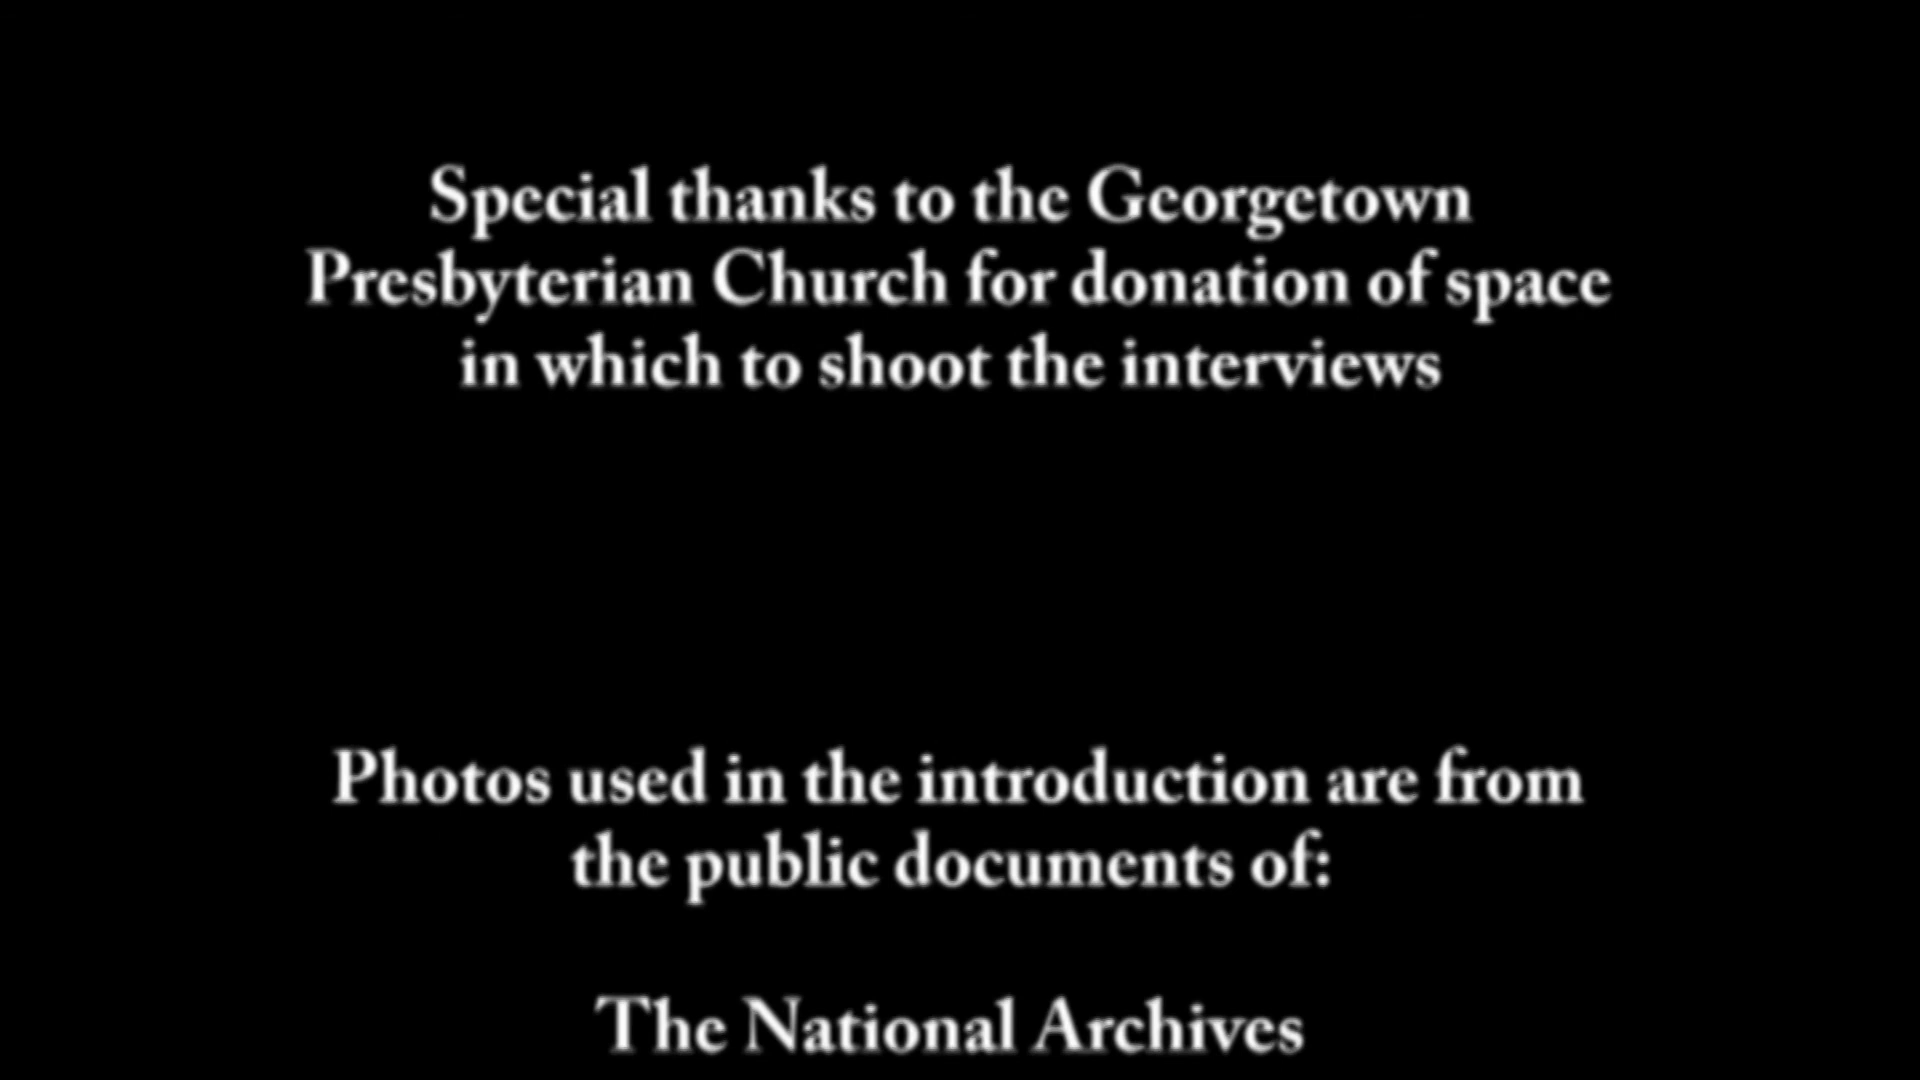 Special thanks to the Georgetown
Presbyterian Church for donation of space
in which to shoot the interviews
Photos used in the introduction are from
the public documents of:
The National Archives